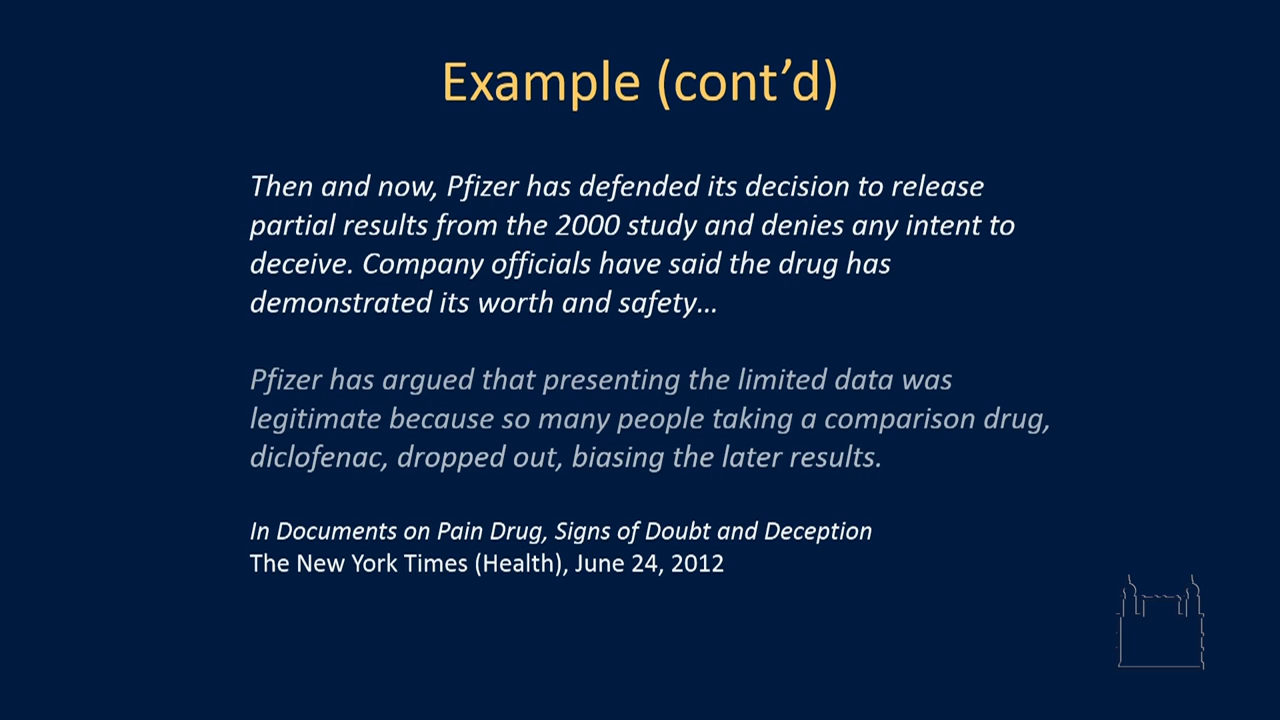 Example (cont’d)
Then and now, Pfizer has defended its decision to release
partial results from the 2000 study and denies any intent to
deceive. Company officials have said the drug has
demonstrated its worth and safety…
Pfizer has argued that presenting the limited data was
legitimate because so many people taking a comparison drug,
diclofenac, dropped out, biasing the later results.
In Documents on Pain Drug, Signs of Doubt and Deception
The New York Times (Health), June 24, 2012